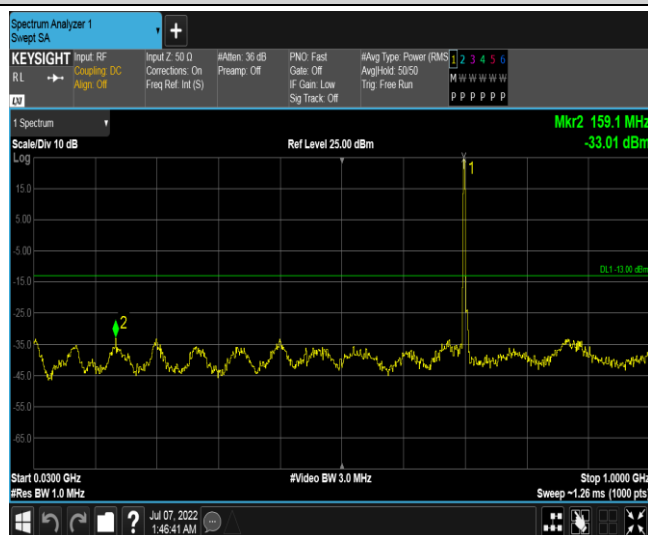 Spectrum Analyzer 1
Swept SA
+
KEYSIGHT
RL
LXI
Input: RF
Coupling: DC
Align: Off
Input Z: 50 Ω
Corrections: On
Freq Ref: Int (S)
#Atten: 36 dB
Preamp: Off
PNO: Fast
Gate: Off
IF Gain: Low
Sig Track: Off
#Avg Type: Power (RMS
Avg|Hold: 50/50
Trig: Free Run
1 2 3 4 5 6
M W W W W W
P P P P P P
1 Spectrum
Mkr2 159.1 MHz
-33.01 dBm
Scale/Div 10 dB
Ref Level 25.00 dBm
Log
1
15.0
5.00
-5.00
DL1 -13.00 dBm
-15.0
-25.0
2
-35.0
-45.0
-55.0
-65.0
Start 0.0300 GHz
#Video BW 3.0 MHz
Stop 1.0000 GHz
#Res BW 1.0 MHz
Sweep ~1.26 ms (1000 pts)
?
Jul 07, 2022
1:46:41 AM